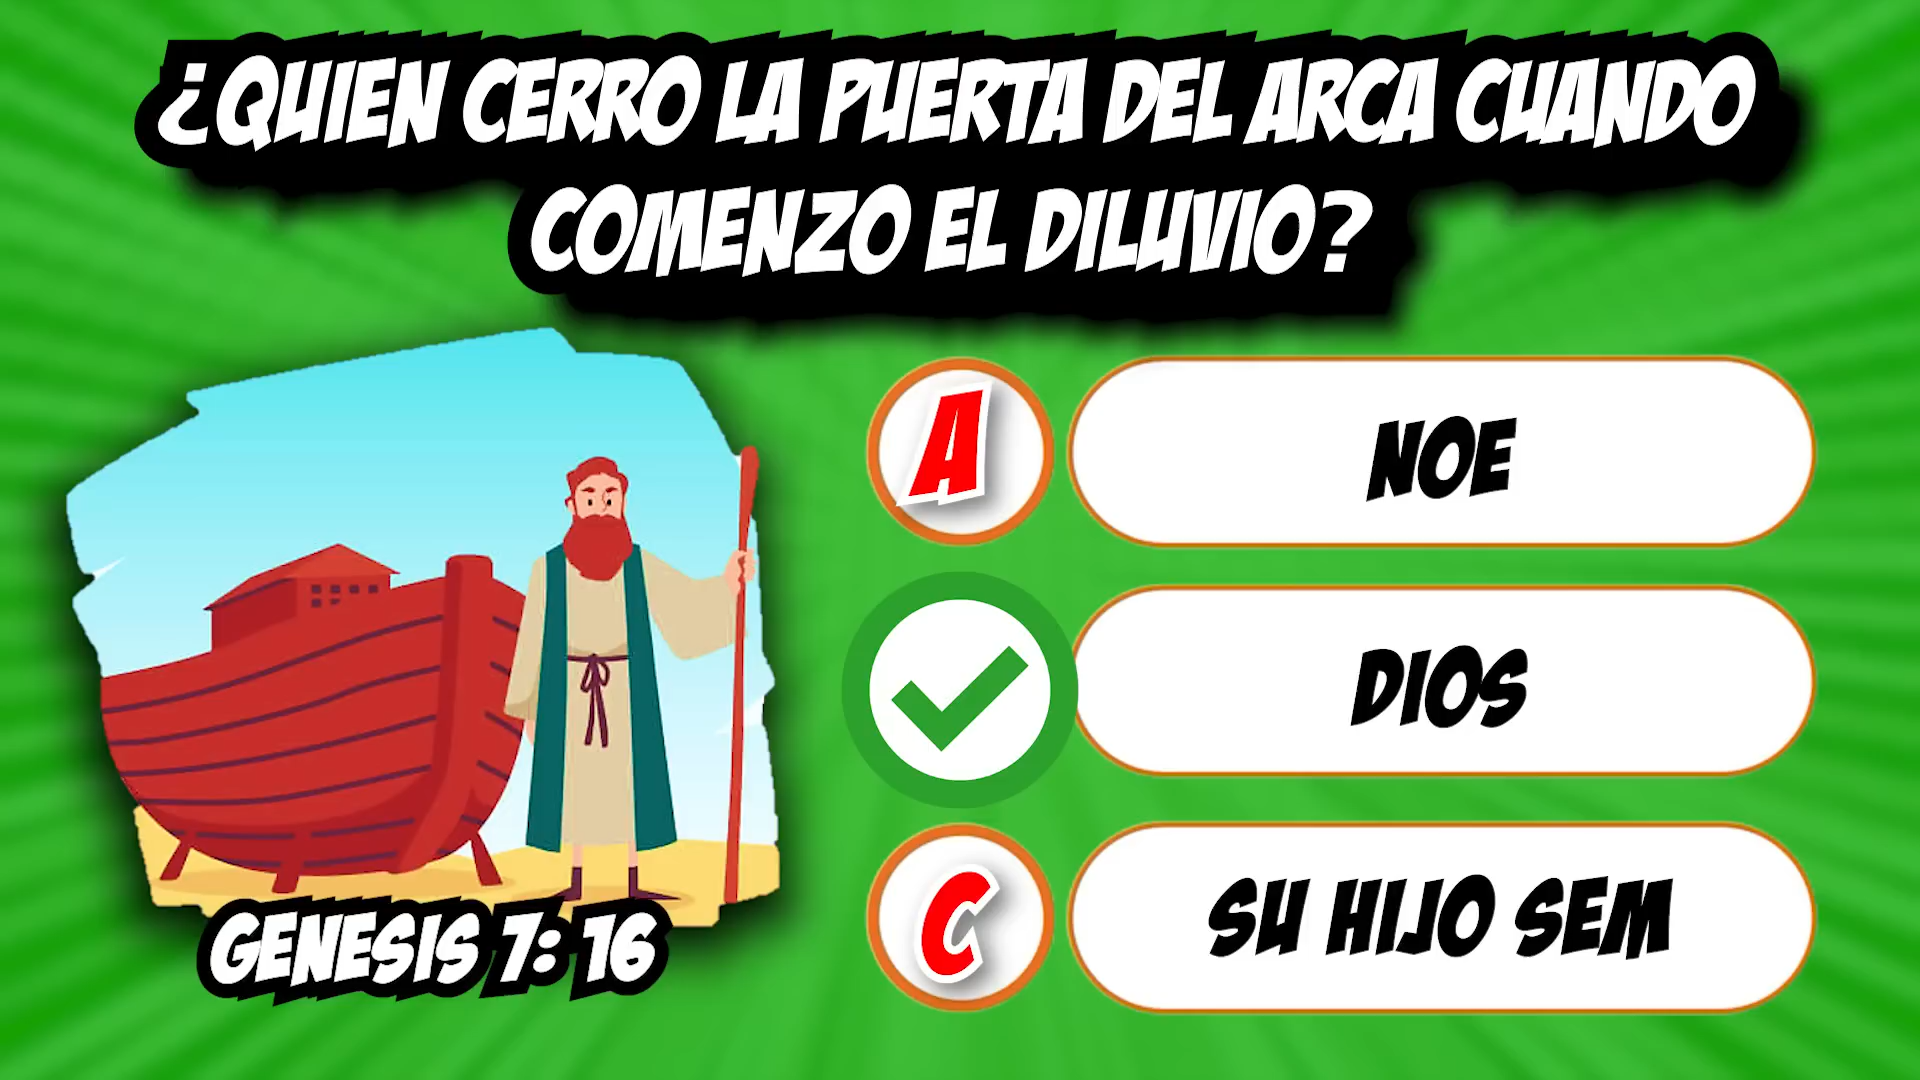 ¿QUIEN CERRO LA PUERTA DEL ARCA CUANDO
COMENZO EL DILUVIO?
A NOE
DIOS
C SU HIJO SEM
GENESIS 7: 16